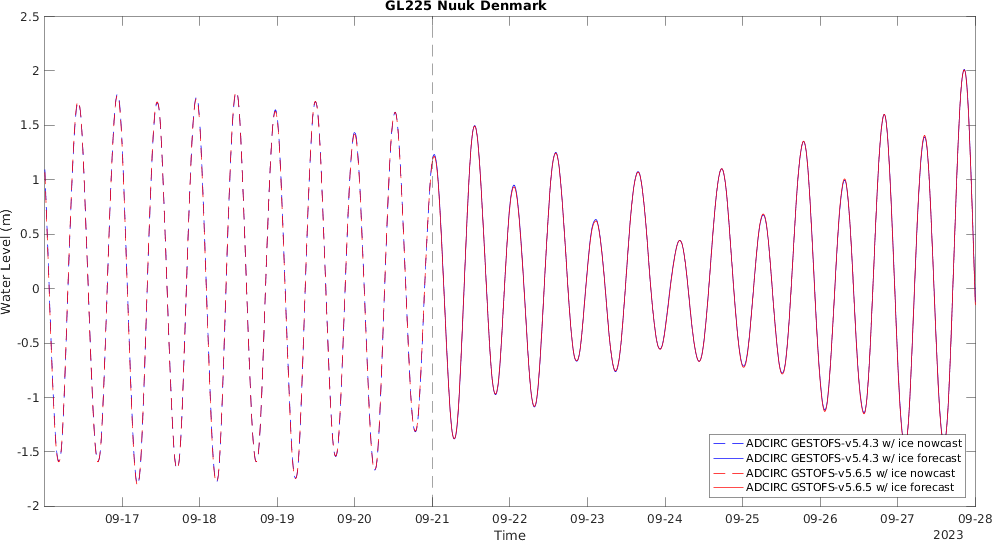 GL225 Nuuk Denmark
2.5
2
1.5
1
0.5
0
-0.5
-1
-1.5
-2
Water Level (m)
09-17 09-18 09-19 09-20 09-21 09-22 09-23 09-24 09-25 09-26 09-27 09-28
Time
2023
ADCIRC GESTOFS-v5.4.3 w/ ice nowcast
ADCIRC GESTOFS-v5.4.3 w/ ice forecast
ADCIRC GSTOFS-v5.6.5 w/ ice nowcast
ADCIRC GSTOFS-v5.6.5 w/ ice forecast